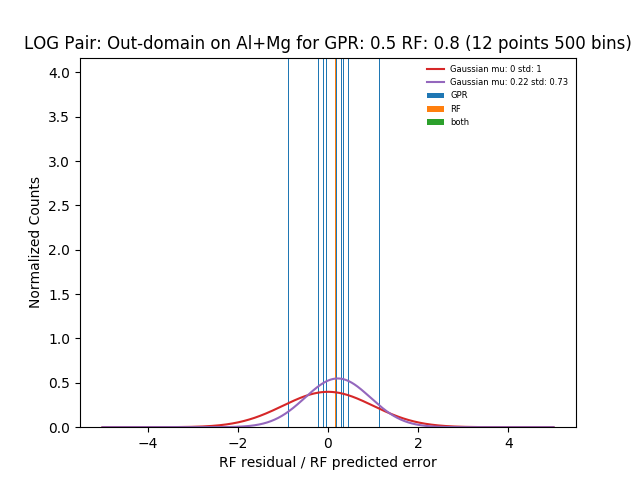 LOG Pair: Out-domain on Al+Mg for GPR: 0.5 RF: 0.8 (12 points 500 bins)
Gaussian mu: 0 std: 1
Gaussian mu: 0.22 std: 0.73
GPR
RF
both
Normalized Counts
4.0
3.5
3.0
2.5
2.0
1.5
1.0
0.5
0.0
−4
−2
0
2
4
RF residual / RF predicted error